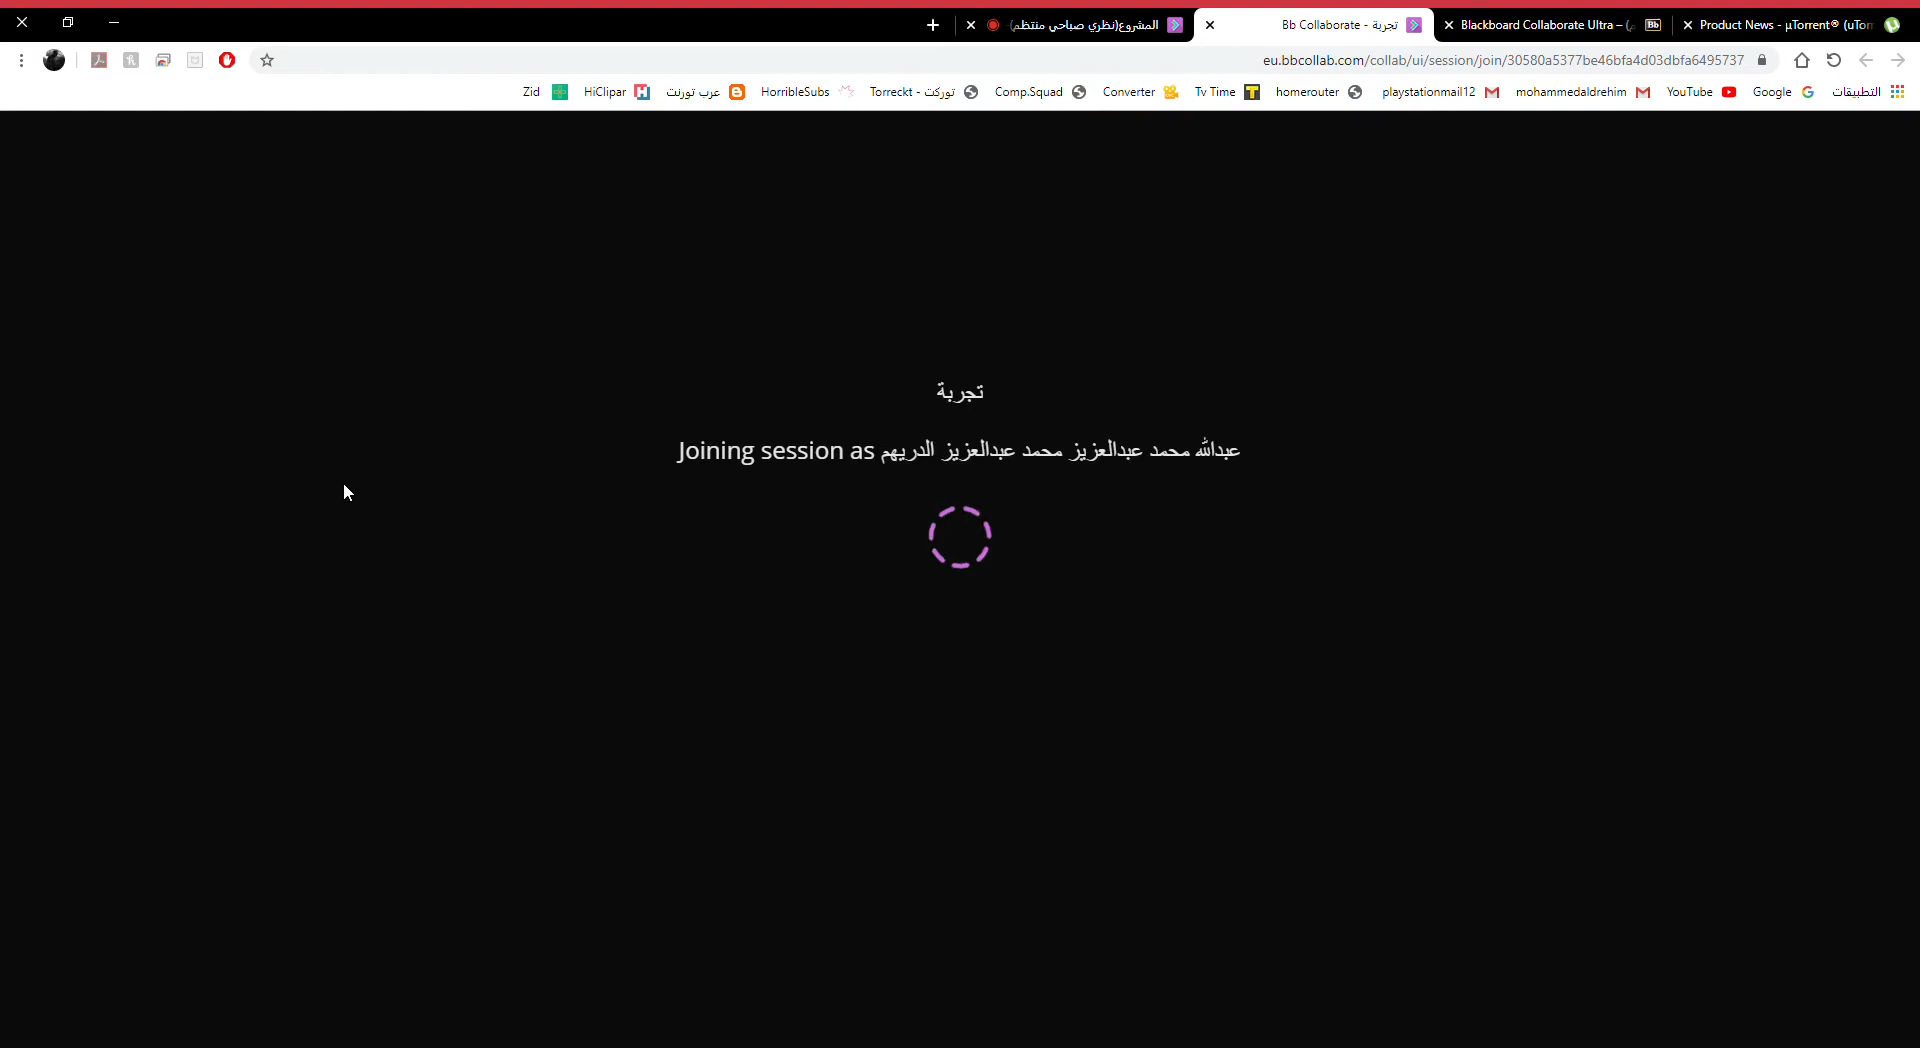 Product News - µTorrent® (uTor
Blackboard Collaborate Ultra –
تجربة - Bb Collaborate
المشروع(نظري صباحي منتظم)
eu.bbcollab.com/collab/ui/session/join/30580a5377be46bfa4d03dbfa6495737
التطبيقات
Google
YouTube
mohammedaldrehim
playstationmail12
homerouter
Tv Time
Converter
Comp.Squad
توركت - Torreckt
HorribleSubs
عرب تورنت
HiClipar
Zid
تجربة
Joining session as عبدالله محمد عبدالعزيز محمد عبدالعزيز الدريهم